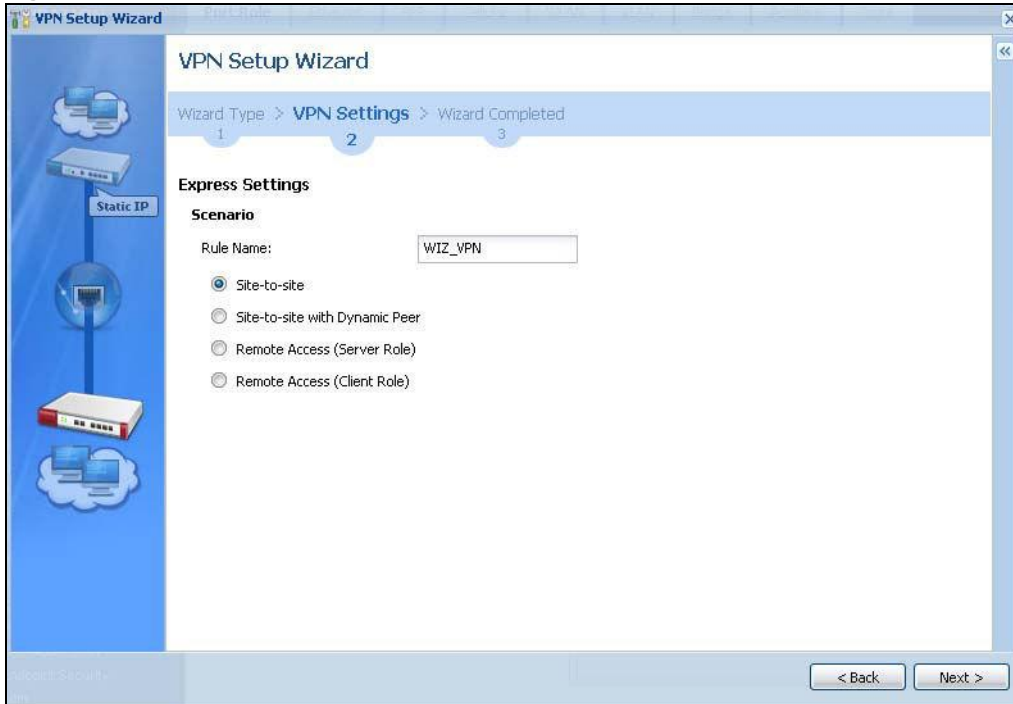 VPN Setup Wizard
Port Role
VPN Setup Wizard
Wizard Type > VPN Settings > Wizard Completed
1 2 3
Static IP
Express Settings
Scenario
Rule Name: WIZ_VPN
Site-to-site
Site-to-site with Dynamic Peer
Remote Access (Server Role)
Remote Access (Client Role)
< Back Next >